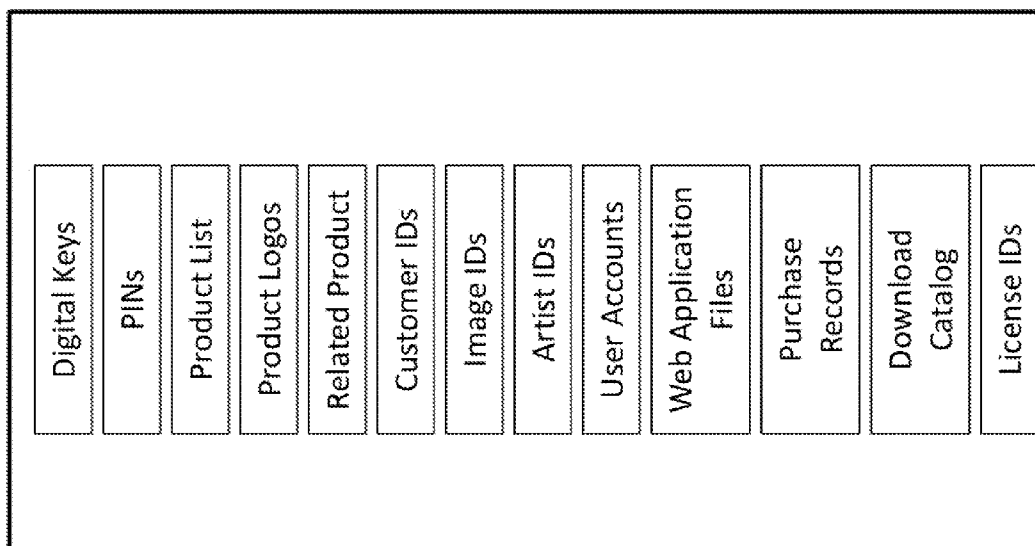 Digital Keys
PINs
Product List
Product Logos
Related Product
Customer IDs
Image IDs
Artist IDs
User Accounts
Web Application
Files
Purchase
Records
Download
Catalog
License IDs